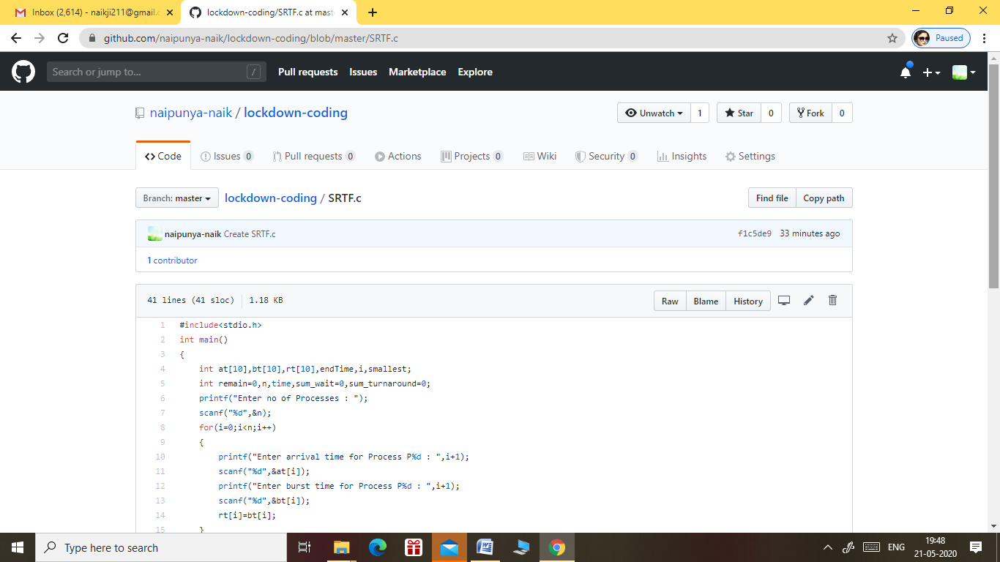 Inbox (2,614) - naikji211@gmail.c
lockdown-coding/SRTF.c at mast
github.com/naipunya-naik/lockdown-coding/blob/master/SRTF.c
Paused
Search or jump to...
/
Pull requests Issues Marketplace Explore
naipunya-naik / lockdown-coding
Unwatch 1 Star 0 Fork 0
Code Issues 0 Pull requests 0 Actions Projects 0 Wiki Security 0 Insights Settings
Branch: master lockdown-coding / SRTF.c Find file Copy path
naipunya-naik Create SRTF.c f1c5de9 33 minutes ago
1 contributor
41 lines (41 sloc) 1.18 KB Raw Blame History
1 #include<stdio.h>
2 int main()
3 {
4 int at[10],bt[10],rt[10],endTime,i,smallest;
5 int remain=0,n,time,sum_wait=0,sum_turnaround=0;
6 printf("Enter no of Processes : ");
7 scanf("%d",&n);
8 for(i=0;i<n;i++)
9 {
10 printf("Enter arrival time for Process P%d : ",i+1);
11 scanf("%d",&at[i]);
12 printf("Enter burst time for Process P%d : ",i+1);
13 scanf("%d",&bt[i]);
14 rt[i]=bt[i];
15 }
Type here to search
ENG
19:48
21-05-2020